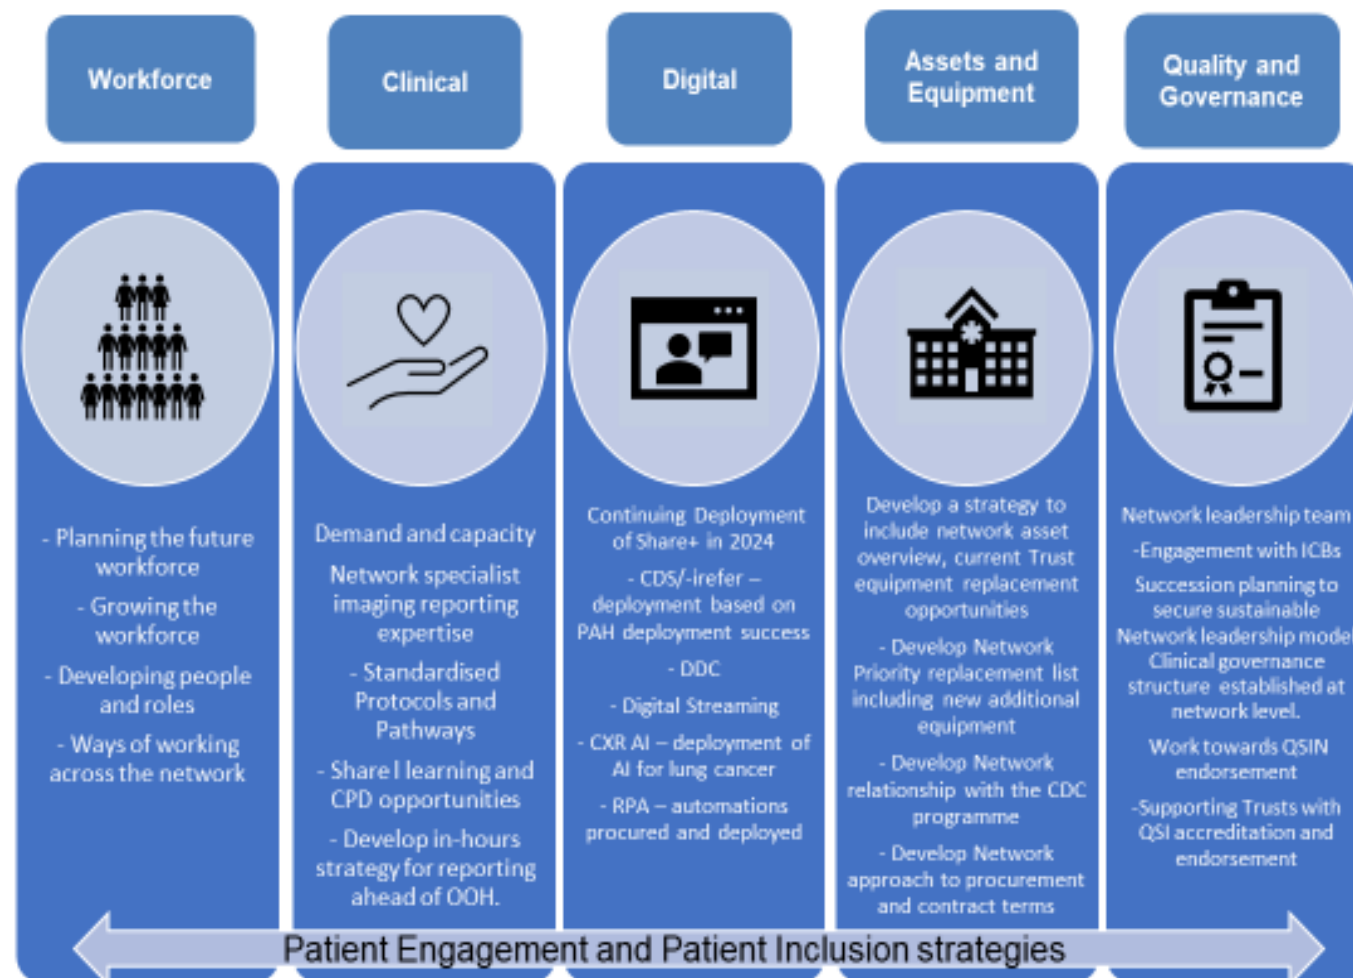 Workforce
Clinical
Digital
Assets and
Equipment
Quality and
Governance
- Planning the future
workforce
- Growing the
workforce
- Developing people
and roles
- Ways of working
across the network
Demand and capacity
Network specialist
imaging reporting
expertise
- Standardised
Protocols and
Pathways
- Share l learning and
CPD opportunities
- Develop in-hours
strategy for reporting
ahead of OOH.
Continuing Deployment
of Share+ in 2024
- CDS/-irefer –
deployment based on
PAH deployment success
- DDC
- Digital Streaming
- CXR AI – deployment of
AI for lung cancer
- RPA – automations
procured and deployed
Develop a strategy to
include network asset
overview, current Trust
equipment replacement
opportunities
- Develop Network
Priority replacement list
including new additional
equipment
- Develop Network
relationship with the CDC
programme
- Develop Network
approach to procurement
and contract terms
Network leadership team
-Engagement with ICBs
Succession planning to
secure sustainable
Network leadership model
Clinical governance
structure established at
network level.
Work towards QSIN
endorsement
-Supporting Trusts with
QSI accreditation and
endorsement
Patient Engagement and Patient Inclusion strategies